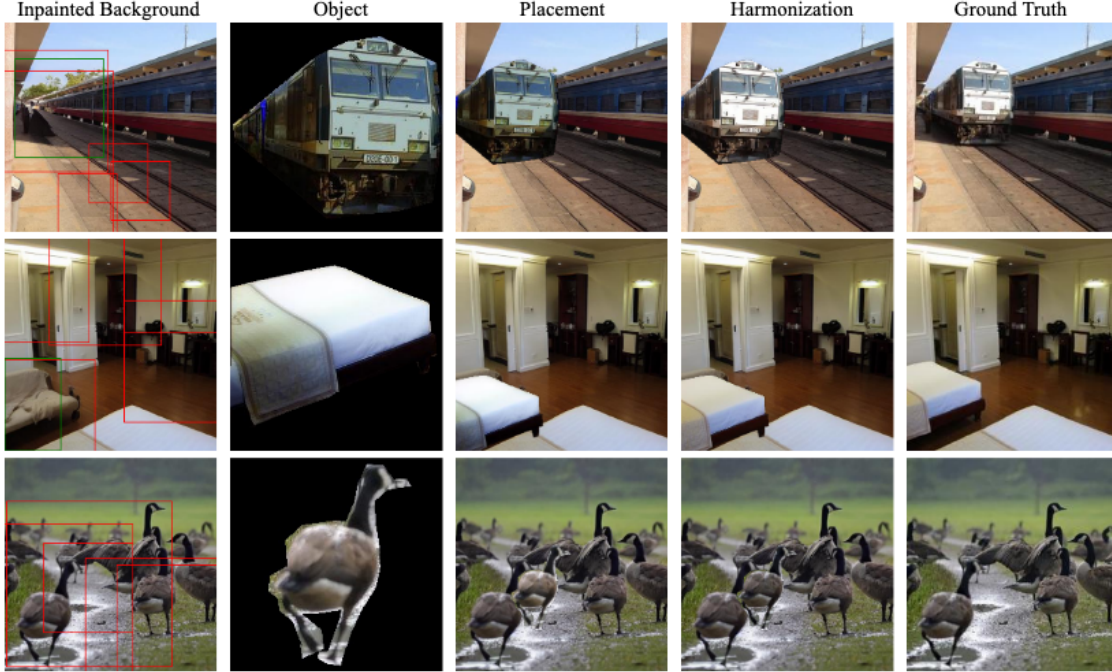 Inpainted Background
Object
Placement
Harmonization
Ground Truth